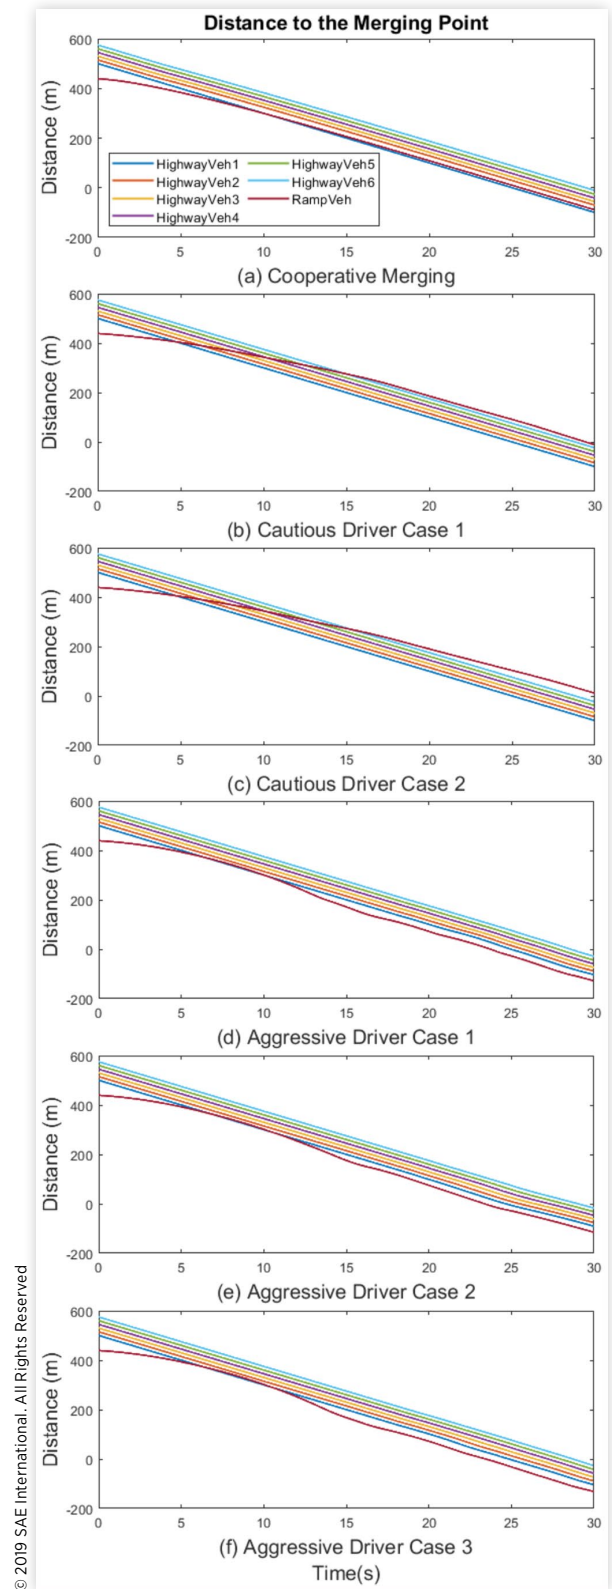 Distance to the Merging Point
600
400
200
0
-200
Distance (m)
HighwayVeh1 HighwayVeh5
HighwayVeh2 HighwayVeh6
HighwayVeh3 RampVeh
HighwayVeh4
0 5 10 15 20 25 30
(a) Cooperative Merging
600
400
200
0
-200
Distance (m)
0 5 10 15 20 25 30
(b) Cautious Driver Case 1
600
400
200
0
-200
Distance (m)
0 5 10 15 20 25 30
(c) Cautious Driver Case 2
600
400
200
0
-200
Distance (m)
0 5 10 15 20 25 30
(d) Aggressive Driver Case 1
600
400
200
0
-200
Distance (m)
0 5 10 15 20 25 30
(e) Aggressive Driver Case 2
600
400
200
0
-200
Distance (m)
0 5 10 15 20 25 30
(f) Aggressive Driver Case 3
Time(s)
© 2019 SAE International. All Rights Reserved